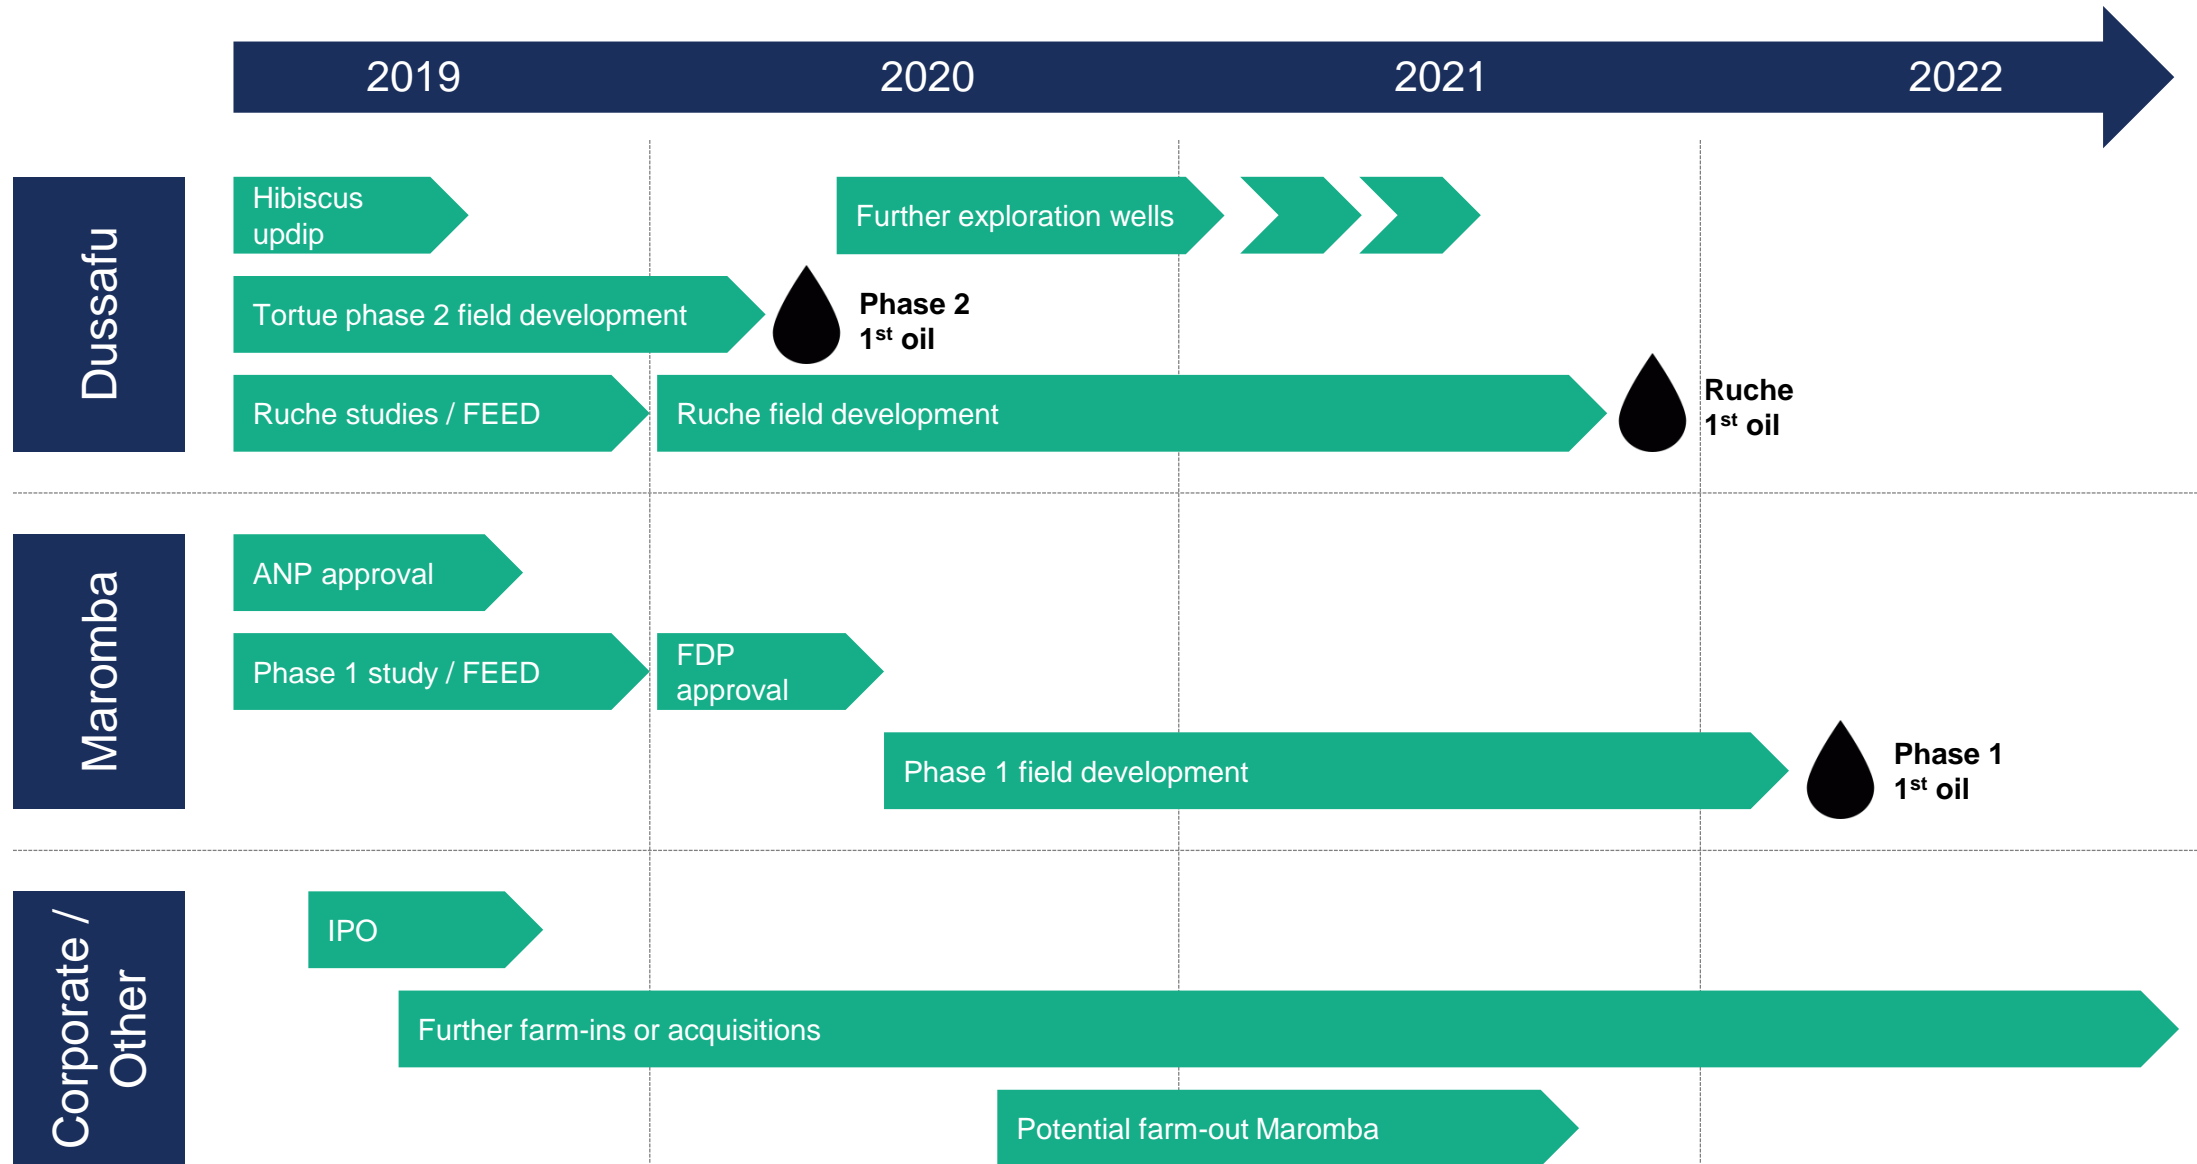 2019 2020 2021 2022
Dussafu
Hibiscus
updip
Further exploration wells
Tortue phase 2 field development
Phase 2
1st oil
Ruche studies / FEED
Ruche field development
Ruche
1st oil
Maromba
ANP approval
Phase 1 study / FEED
FDP
approval
Phase 1 field development
Phase 1
1st oil
Corporate /
Other
IPO
Further farm-ins or acquisitions
Potential farm-out Maromba